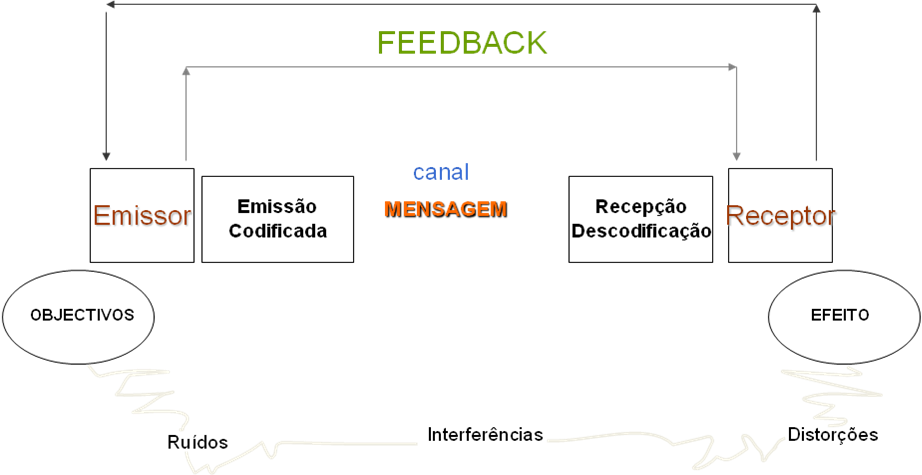 FEEDBACK
canal
Emissor
Emissão
Codificada
MENSAGEM
Recepção
Descodificação
Receptor
OBJECTIVOS
EFEITO
Ruídos
Interferências
Distorções